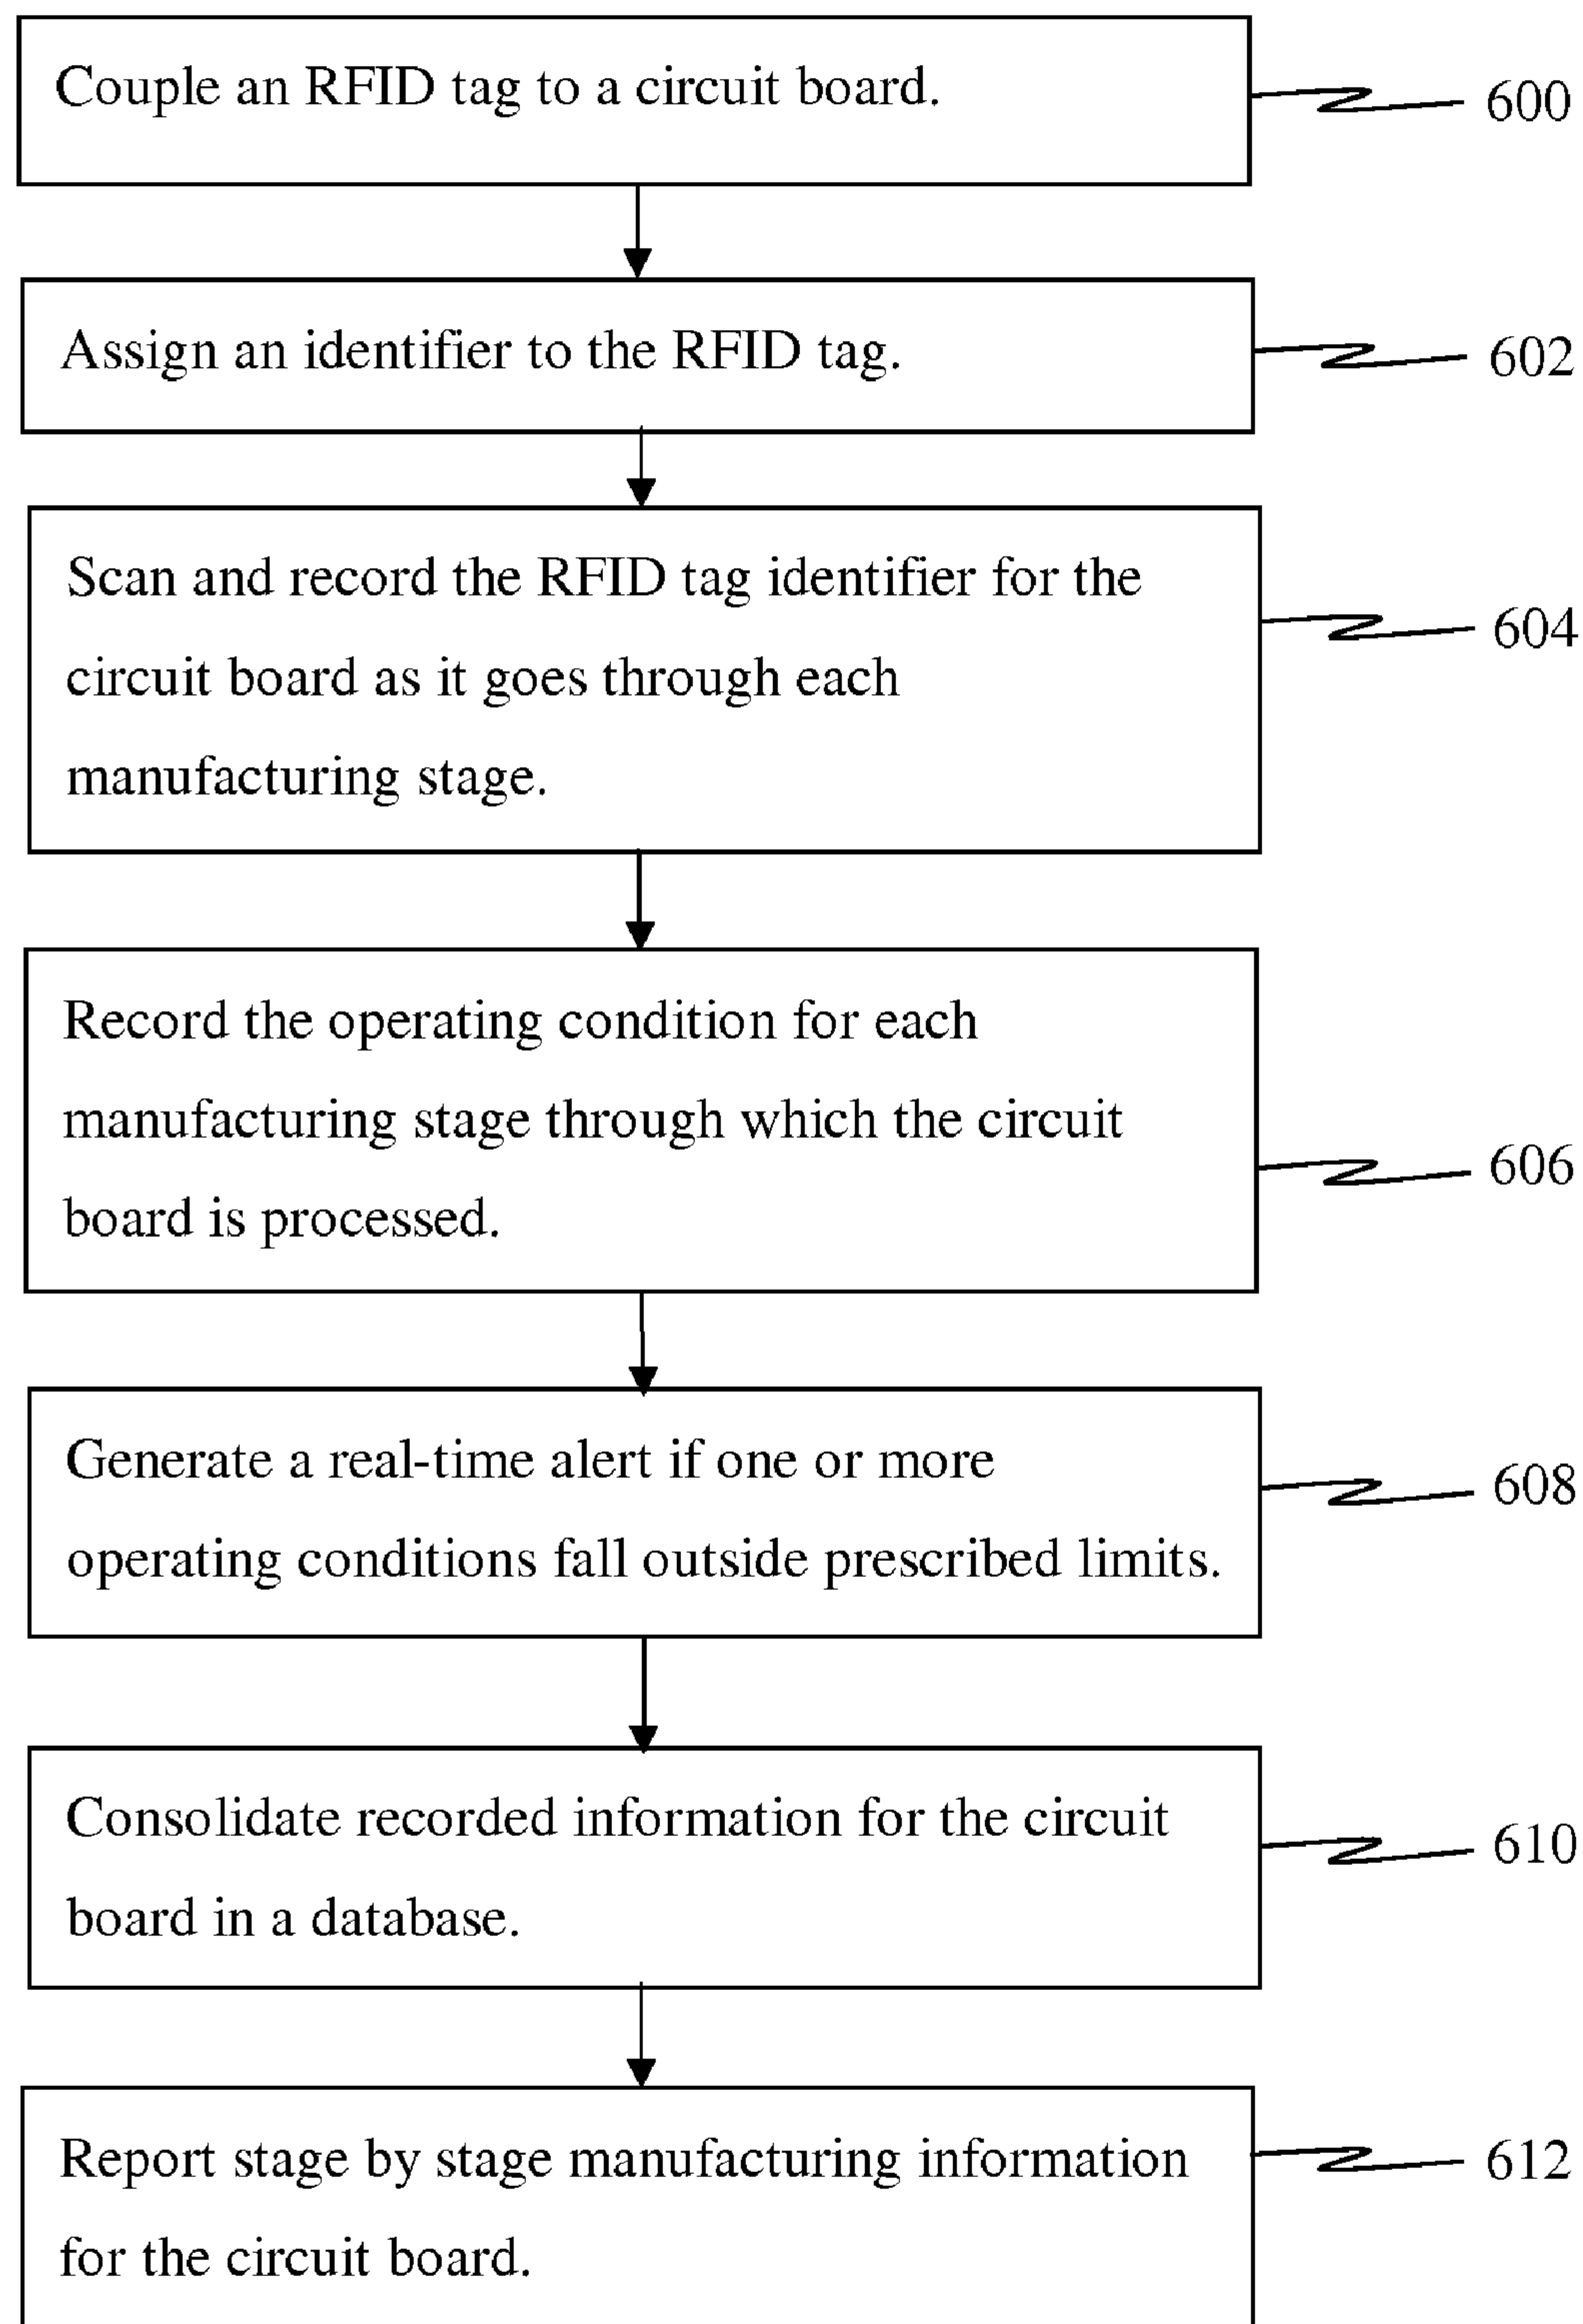 Couple an RFID tag to a circuit board.
600
Assign an identifier to the RFID tag.
602
Scan and record the RFID tag identifier for the
circuit board as it goes through each
manufacturing stage.
604
Record the operating condition for each
manufacturing stage through which the circuit
board is processed.
606
Generate a real-time alert if one or more
operating conditions fall outside prescribed limits.
608
Consolidate recorded information for the circuit
board in a database.
610
Report stage by stage manufacturing information
for the circuit board.
612